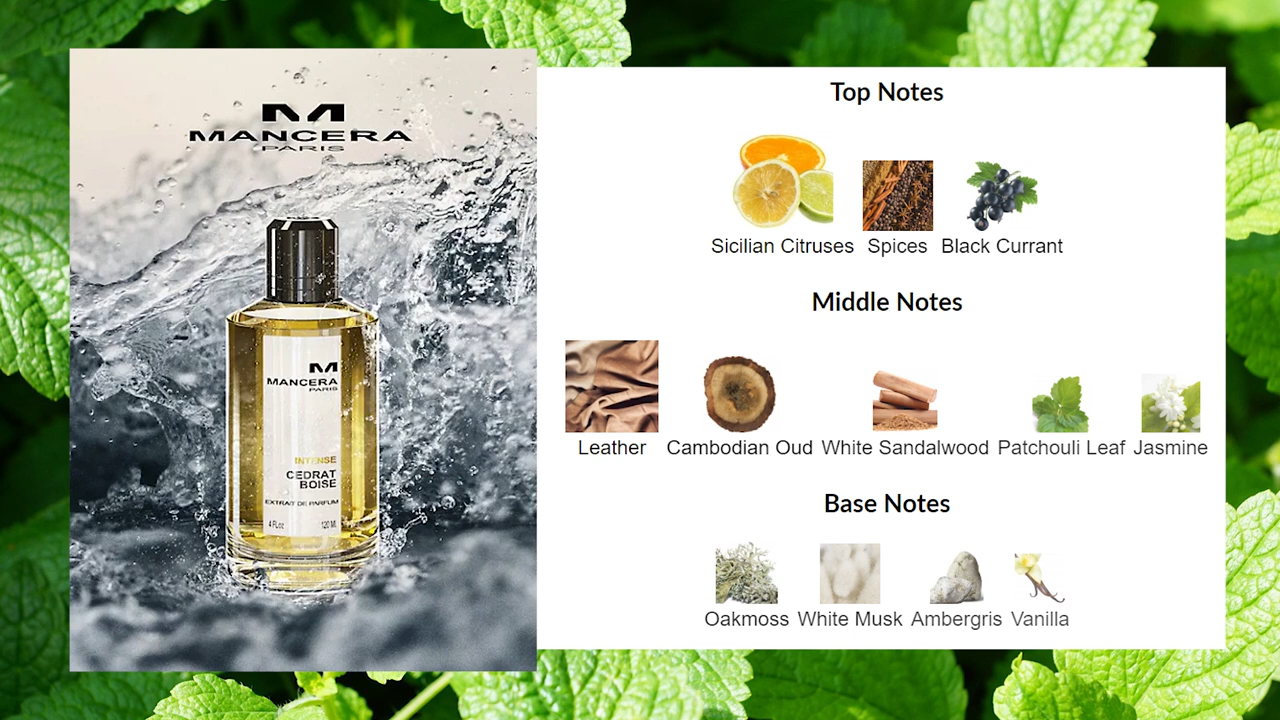 MANCERA
PARIS
MANCERA
PARIS
INTENSE
CEDRAT
BOISE
EXTRAIT DE PARFUM
4 Fl.oz 120 Ml
Top Notes
Sicilian Citruses Spices Black Currant
Middle Notes
Leather Cambodian Oud White Sandalwood Patchouli Leaf Jasmine
Base Notes
Oakmoss White Musk Ambergris Vanilla